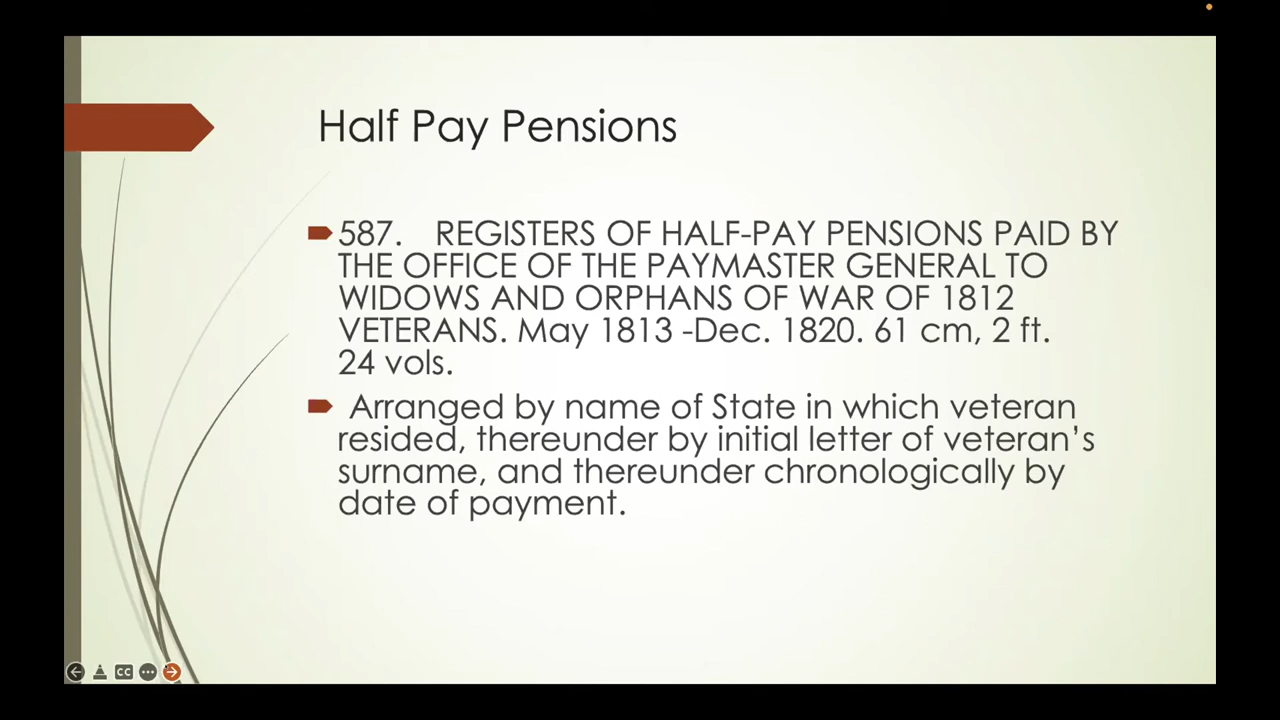 Half Pay Pensions
587. REGISTERS OF HALF-PAY PENSIONS PAID BY
THE OFFICE OF THE PAYMASTER GENERAL TO
WIDOWS AND ORPHANS OF WAR OF 1812
VETERANS. May 1813 -Dec. 1820. 61 cm, 2 ft.
24 vols.
Arranged by name of State in which veteran
resided, thereunder by initial letter of veteran's
surname, and thereunder chronologically by
date of payment.
CC